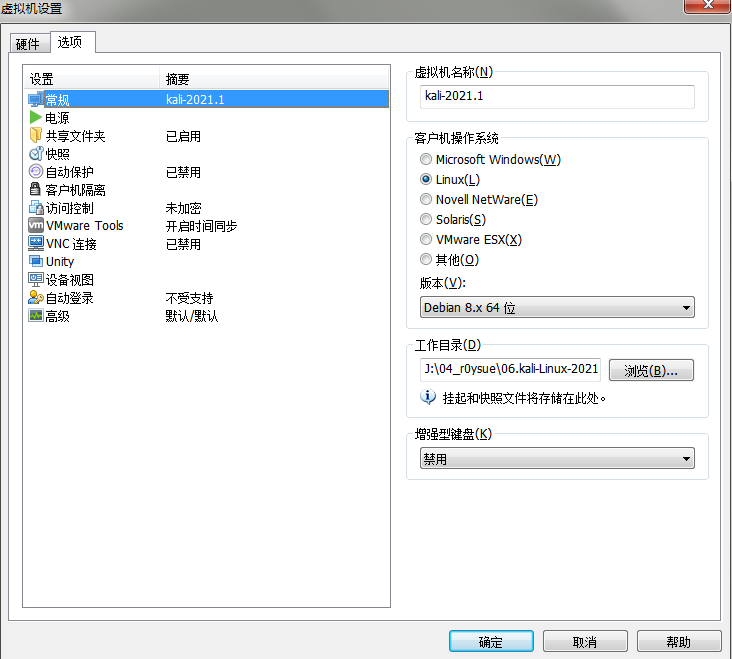 虚拟机设置
硬件 选项
设置 摘要
常规 kali-2021.1
电源
共享文件夹 已启用
快照
自动保护 已禁用
客户机隔离
访问控制 未加密
VMware Tools 开启时间同步
VNC 连接 已禁用
Unity
设备视图
自动登录 不受支持
高级 默认/默认
虚拟机名称(N)
kali-2021.1
客户机操作系统
Microsoft Windows(W)
Linux(L)
Novell NetWare(E)
Solaris(S)
VMware ESX(X)
其他(O)
版本(V):
Debian 8.x 64 位
工作目录(D)
J:\04_r0ysue\06.kali-Linux-2021 浏览(B)...
挂起和快照文件将存储在此处。
增强型键盘(K)
禁用
确定 取消 帮助